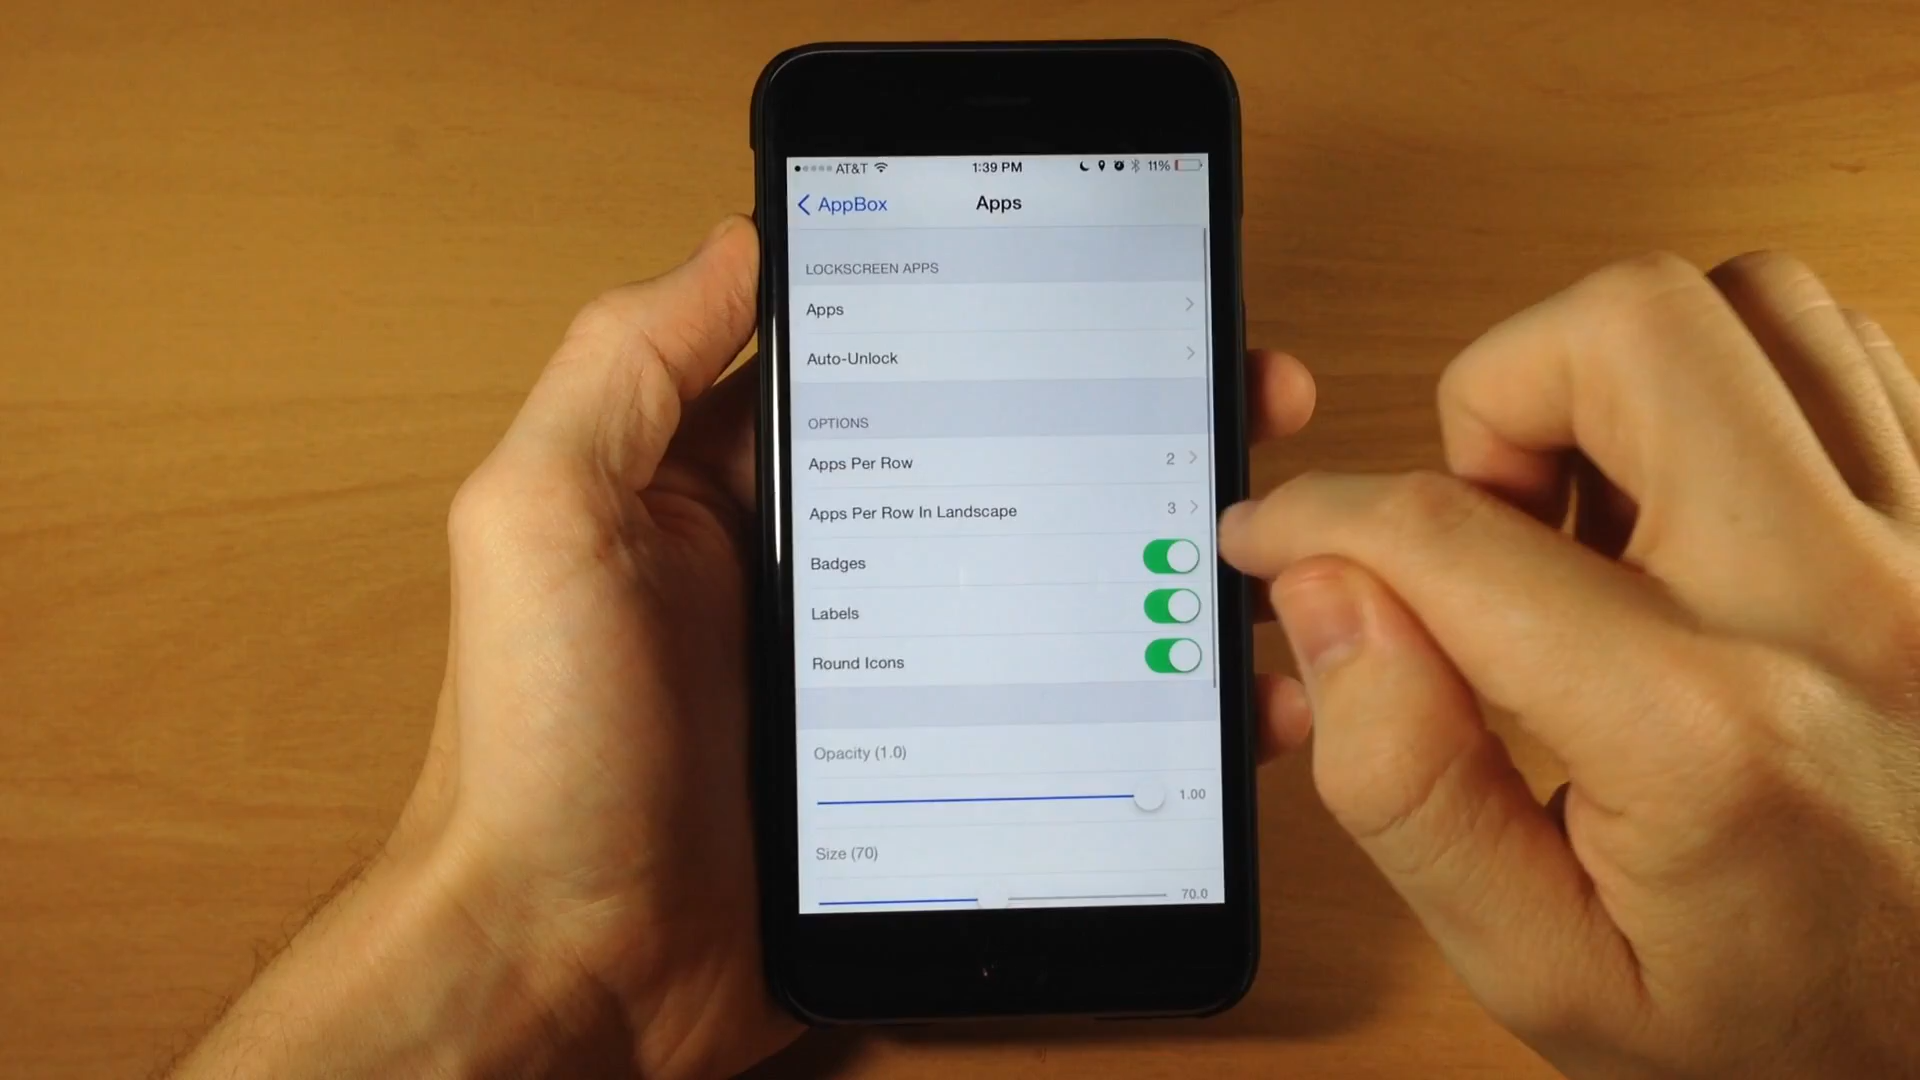 AT&T 1:39 PM 11%
AppBox Apps
LOCKSCREEN APPS
Apps
Auto-Unlock
OPTIONS
Apps Per Row 2
Apps Per Row In Landscape 3
Badges
Labels
Round Icons
Opacity (1.0)
1.00
Size (70)
70.0